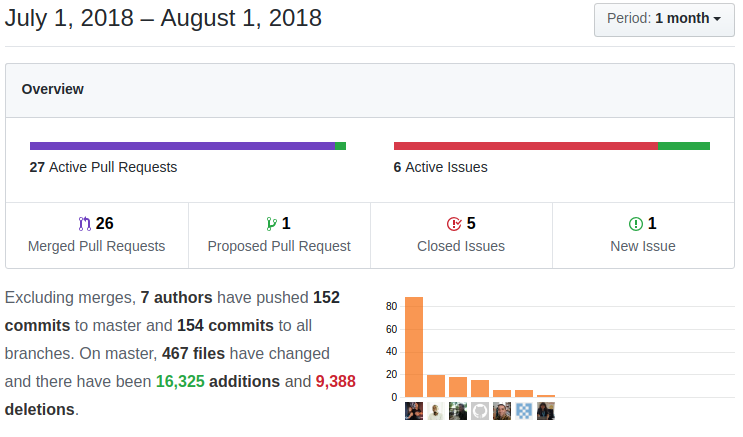 July 1, 2018 – August 1, 2018
Period: 1 month
Overview
27 Active Pull Requests
6 Active Issues
26
Merged Pull Requests
1
Proposed Pull Request
5
Closed Issues
1
New Issue
Excluding merges, 7 authors have pushed 152
commits to master and 154 commits to all
branches. On master, 467 files have changed
and there have been 16,325 additions and 9,388
deletions.
80
60
40
20
0